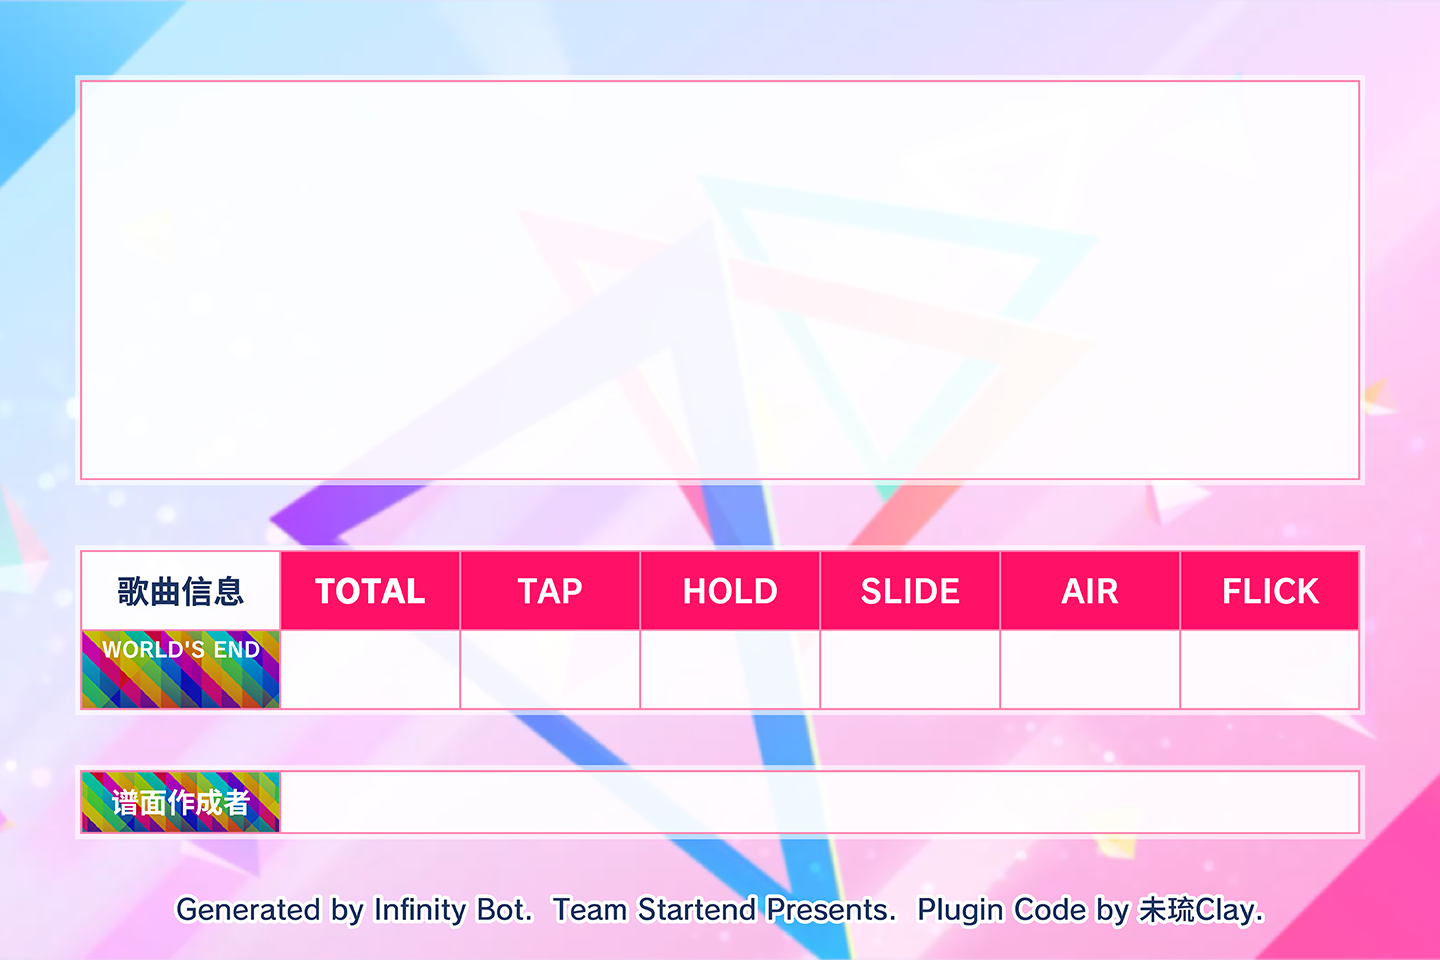 歌曲信息 TOTAL TAP HOLD SLIDE AIR FLICK
WORLD'S END
谱面作成者
Generated by Infinity Bot. Team Startend Presents. Plugin Code by 未琉Clay.